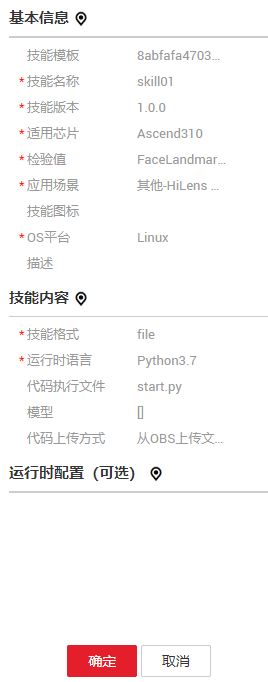 基本信息
技能模板 8abfafa4703...
* 技能名称 skill01
* 技能版本 1.0.0
* 适用芯片 Ascend310
* 检验值 FaceLandmar...
* 应用场景 其他-HiLens ...
技能图标
* OS平台 Linux
描述
技能内容
* 技能格式 file
* 运行时语言 Python3.7
代码执行文件 start.py
模型 []
代码上传方式 从OBS上传文...
运行时配置（可选）
确定 取消